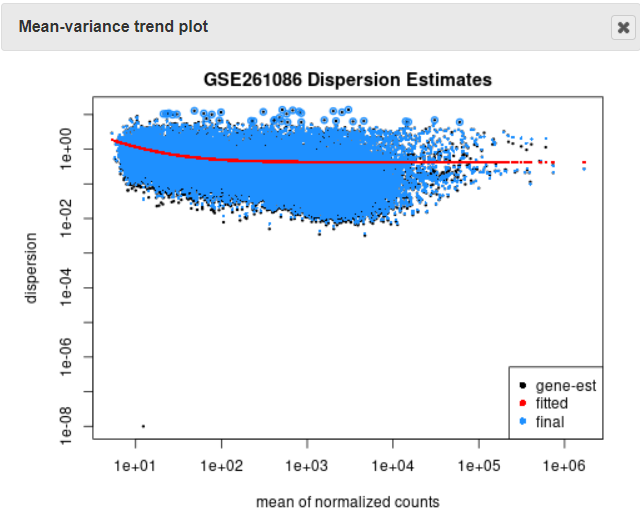 Mean-variance trend plot
GSE261086 Dispersion Estimates
dispersion
1e+00
1e-02
1e-04
1e-06
1e-08
gene-est
fitted
final
1e+01 1e+02 1e+03 1e+04 1e+05 1e+06
mean of normalized counts